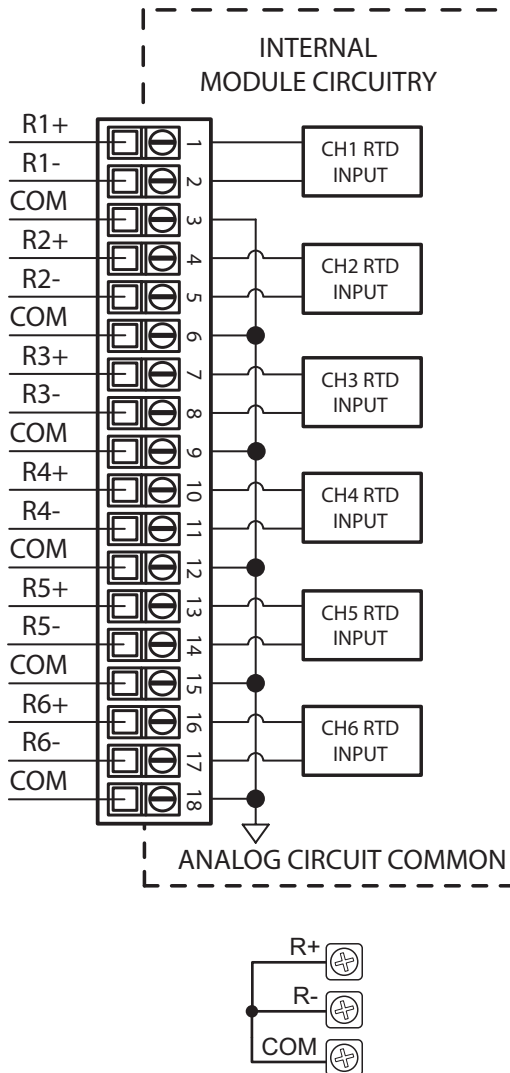 INTERNAL
MODULE CIRCUITRY
R1+
1
CH1 RTD
INPUT
R1-
2
COM
3
R2+
4
CH2 RTD
INPUT
R2-
5
COM
6
R3+
7
CH3 RTD
INPUT
R3-
8
COM
9
R4+
10
CH4 RTD
INPUT
R4-
11
COM
12
R5+
13
CH5 RTD
INPUT
R5-
14
COM
15
R6+
16
CH6 RTD
INPUT
R6-
17
COM
18
ANALOG CIRCUIT COMMON
R+
R-
COM